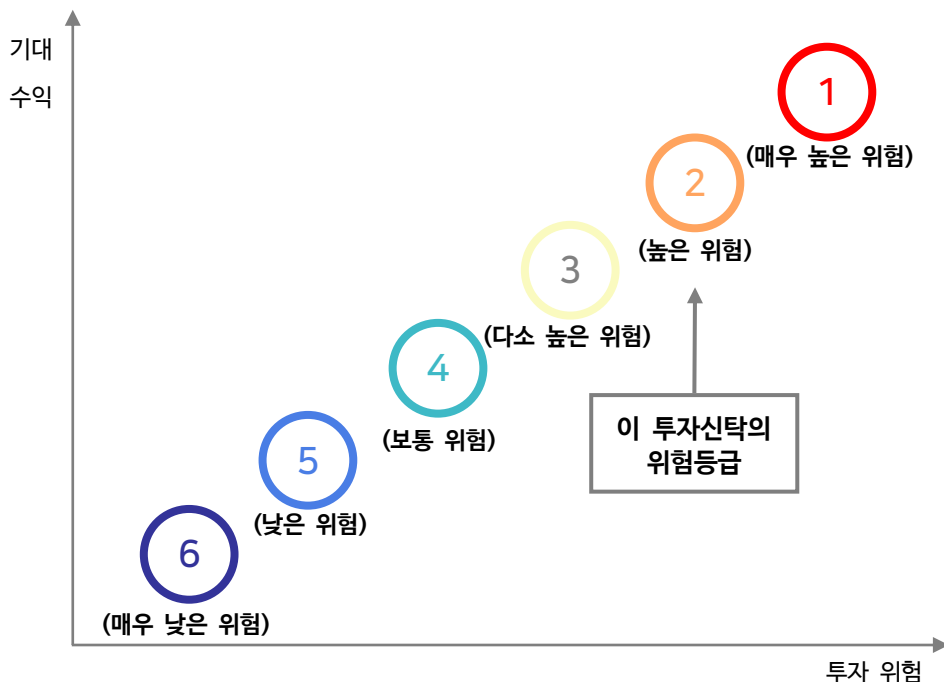 기대
수익
1
(매우 높은 위험)
2
(높은 위험)
3
(다소 높은 위험)
4
(보통 위험)
이 투자신탁의
위험등급
5
(낮은 위험)
6
(매우 낮은 위험)
투자 위험